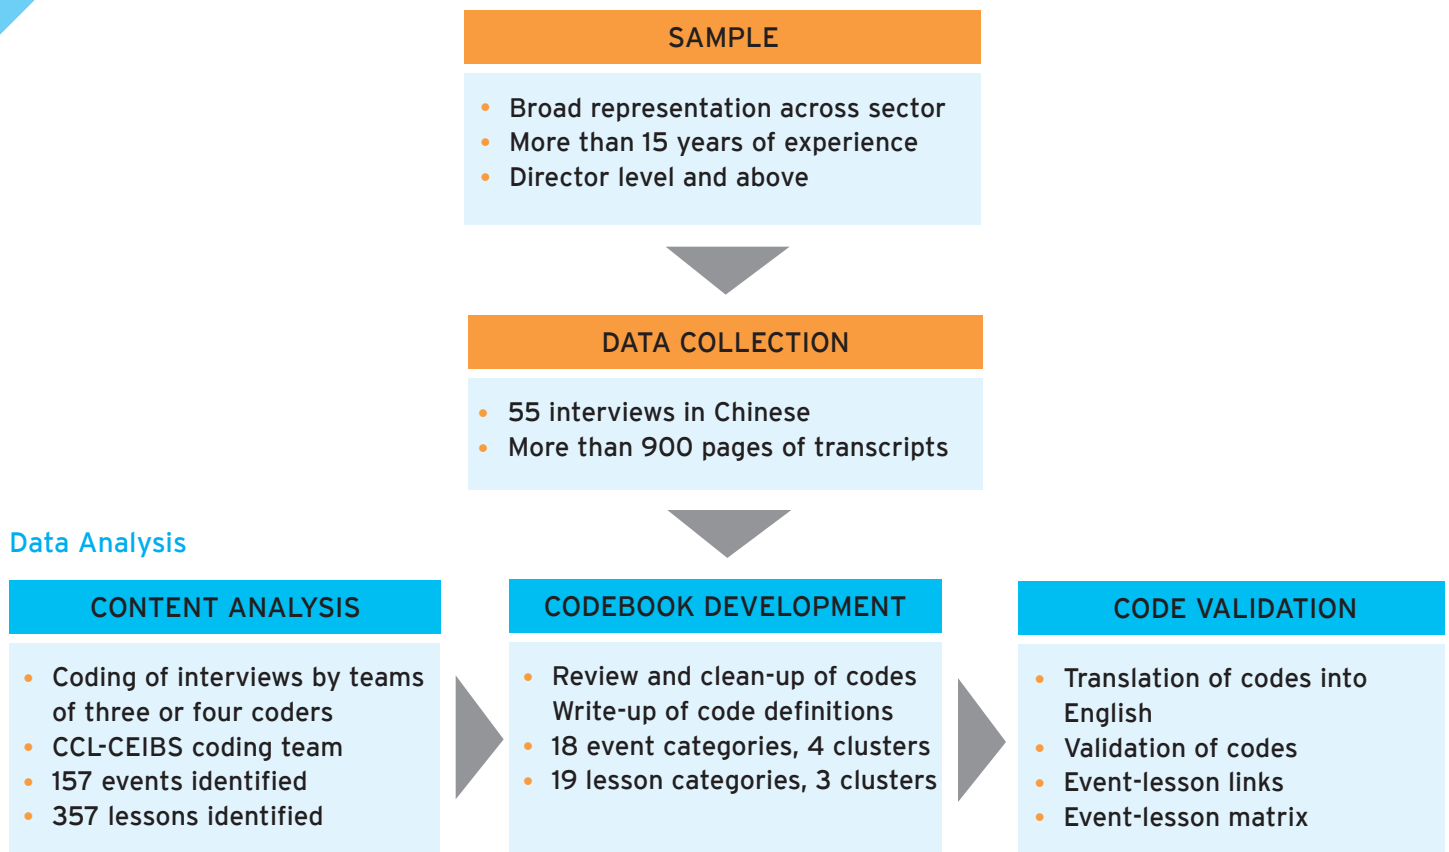 SAMPLE
• Broad representation across sector
• More than 15 years of experience
• Director level and above
DATA COLLECTION
• 55 interviews in Chinese
• More than 900 pages of transcripts
Data Analysis
CONTENT ANALYSIS
• Coding of interviews by teams
of three or four coders
• CCL-CEIBS coding team
• 157 events identified
• 357 lessons identified
CODEBOOK DEVELOPMENT
• Review and clean-up of codes
Write-up of code definitions
• 18 event categories, 4 clusters
• 19 lesson categories, 3 clusters
CODE VALIDATION
• Translation of codes into
English
• Validation of codes
• Event-lesson links
• Event-lesson matrix